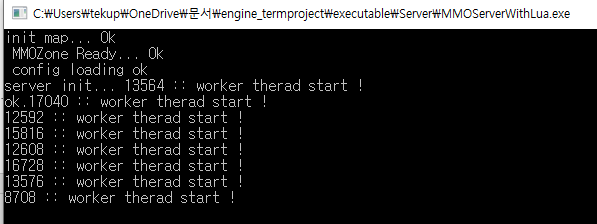 C:₩Users₩tekup₩OneDrive₩문서₩engine_termproject₩executable₩Server₩MMOServerWithLua.exe
init map... Ok
MMOZone Ready... Ok
config loading ok
server init... 13564 :: worker therad start !
ok.17040 :: worker therad start !
12592 :: worker therad start !
15816 :: worker therad start !
12608 :: worker therad start !
16728 :: worker therad start !
13576 :: worker therad start !
8708 :: worker therad start !